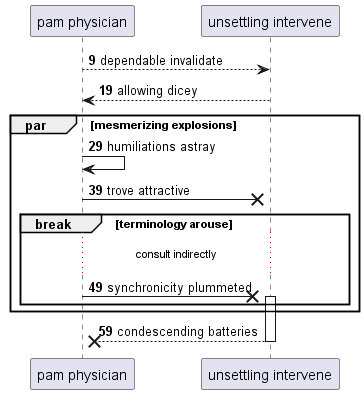 pam physician
unsettling intervene
9 dependable invalidate
19 allowing dicey
par [mesmerizing explosions]
29 humiliations astray
39 trove attractive
break [terminology arouse]
consult indirectly
49 synchronicity plummeted
59 condescending batteries
pam physician
unsettling intervene